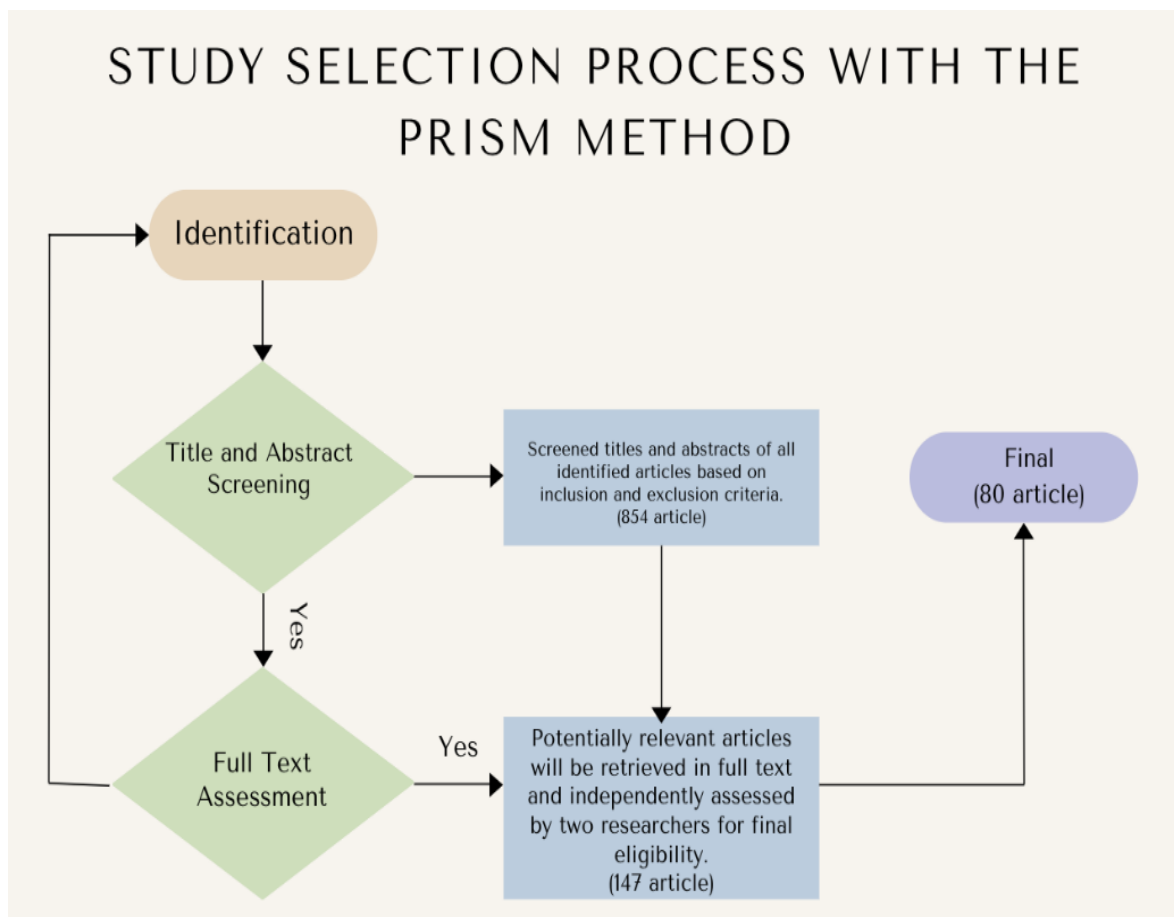 STUDY SELECTION PROCESS WITH THE
PRISM METHOD
Identification
Title and Abstract
Screening
Screened titles and abstracts of all
identified articles based on
inclusion and exclusion criteria.
(854 article)
Final
(80 article)
Yes
Full Text
Assessment
Yes
Potentially relevant articles
will be retrieved in full text
and independently assessed
by two researchers for final
eligibility.
(147 article)